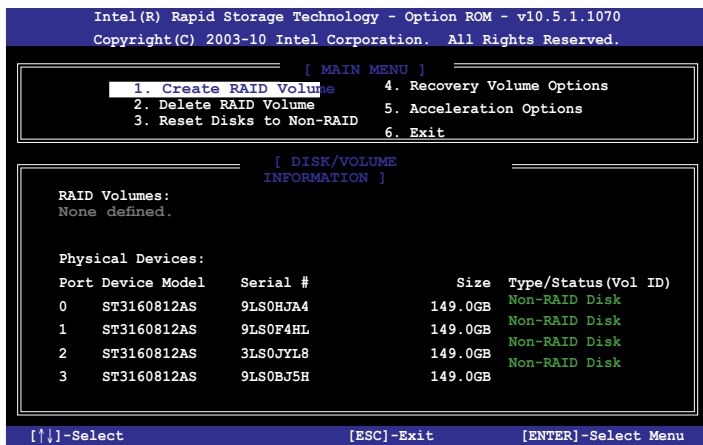 Intel(R) Rapid Storage Technology - Option ROM - v10.5.1.1070
Copyright(C) 2003-10 Intel Corporation. All Rights Reserved.
[ MAIN MENU ]
1. Create RAID Volume
2. Delete RAID Volume
3. Reset Disks to Non-RAID
4. Recovery Volume Options
5. Acceleration Options
6. Exit
[ DISK/VOLUME
INFORMATION ]
RAID Volumes:
None defined.
Physical Devices:
Port Device Model Serial # Size Type/Status(Vol ID)
0 ST3160812AS 9LS0HJA4 149.0GB Non-RAID Disk
1 ST3160812AS 9LS0F4HL 149.0GB Non-RAID Disk
2 ST3160812AS 3LS0JYL8 149.0GB Non-RAID Disk
3 ST3160812AS 9LS0BJ5H 149.0GB Non-RAID Disk
[↑↓]-Select [ESC]-Exit [ENTER]-Select Menu